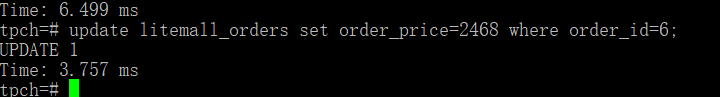 Time: 6.499 ms
tpch=# update litemall_orders set order_price=2468 where order_id=6;
UPDATE 1
Time: 3.757 ms
tpch=#